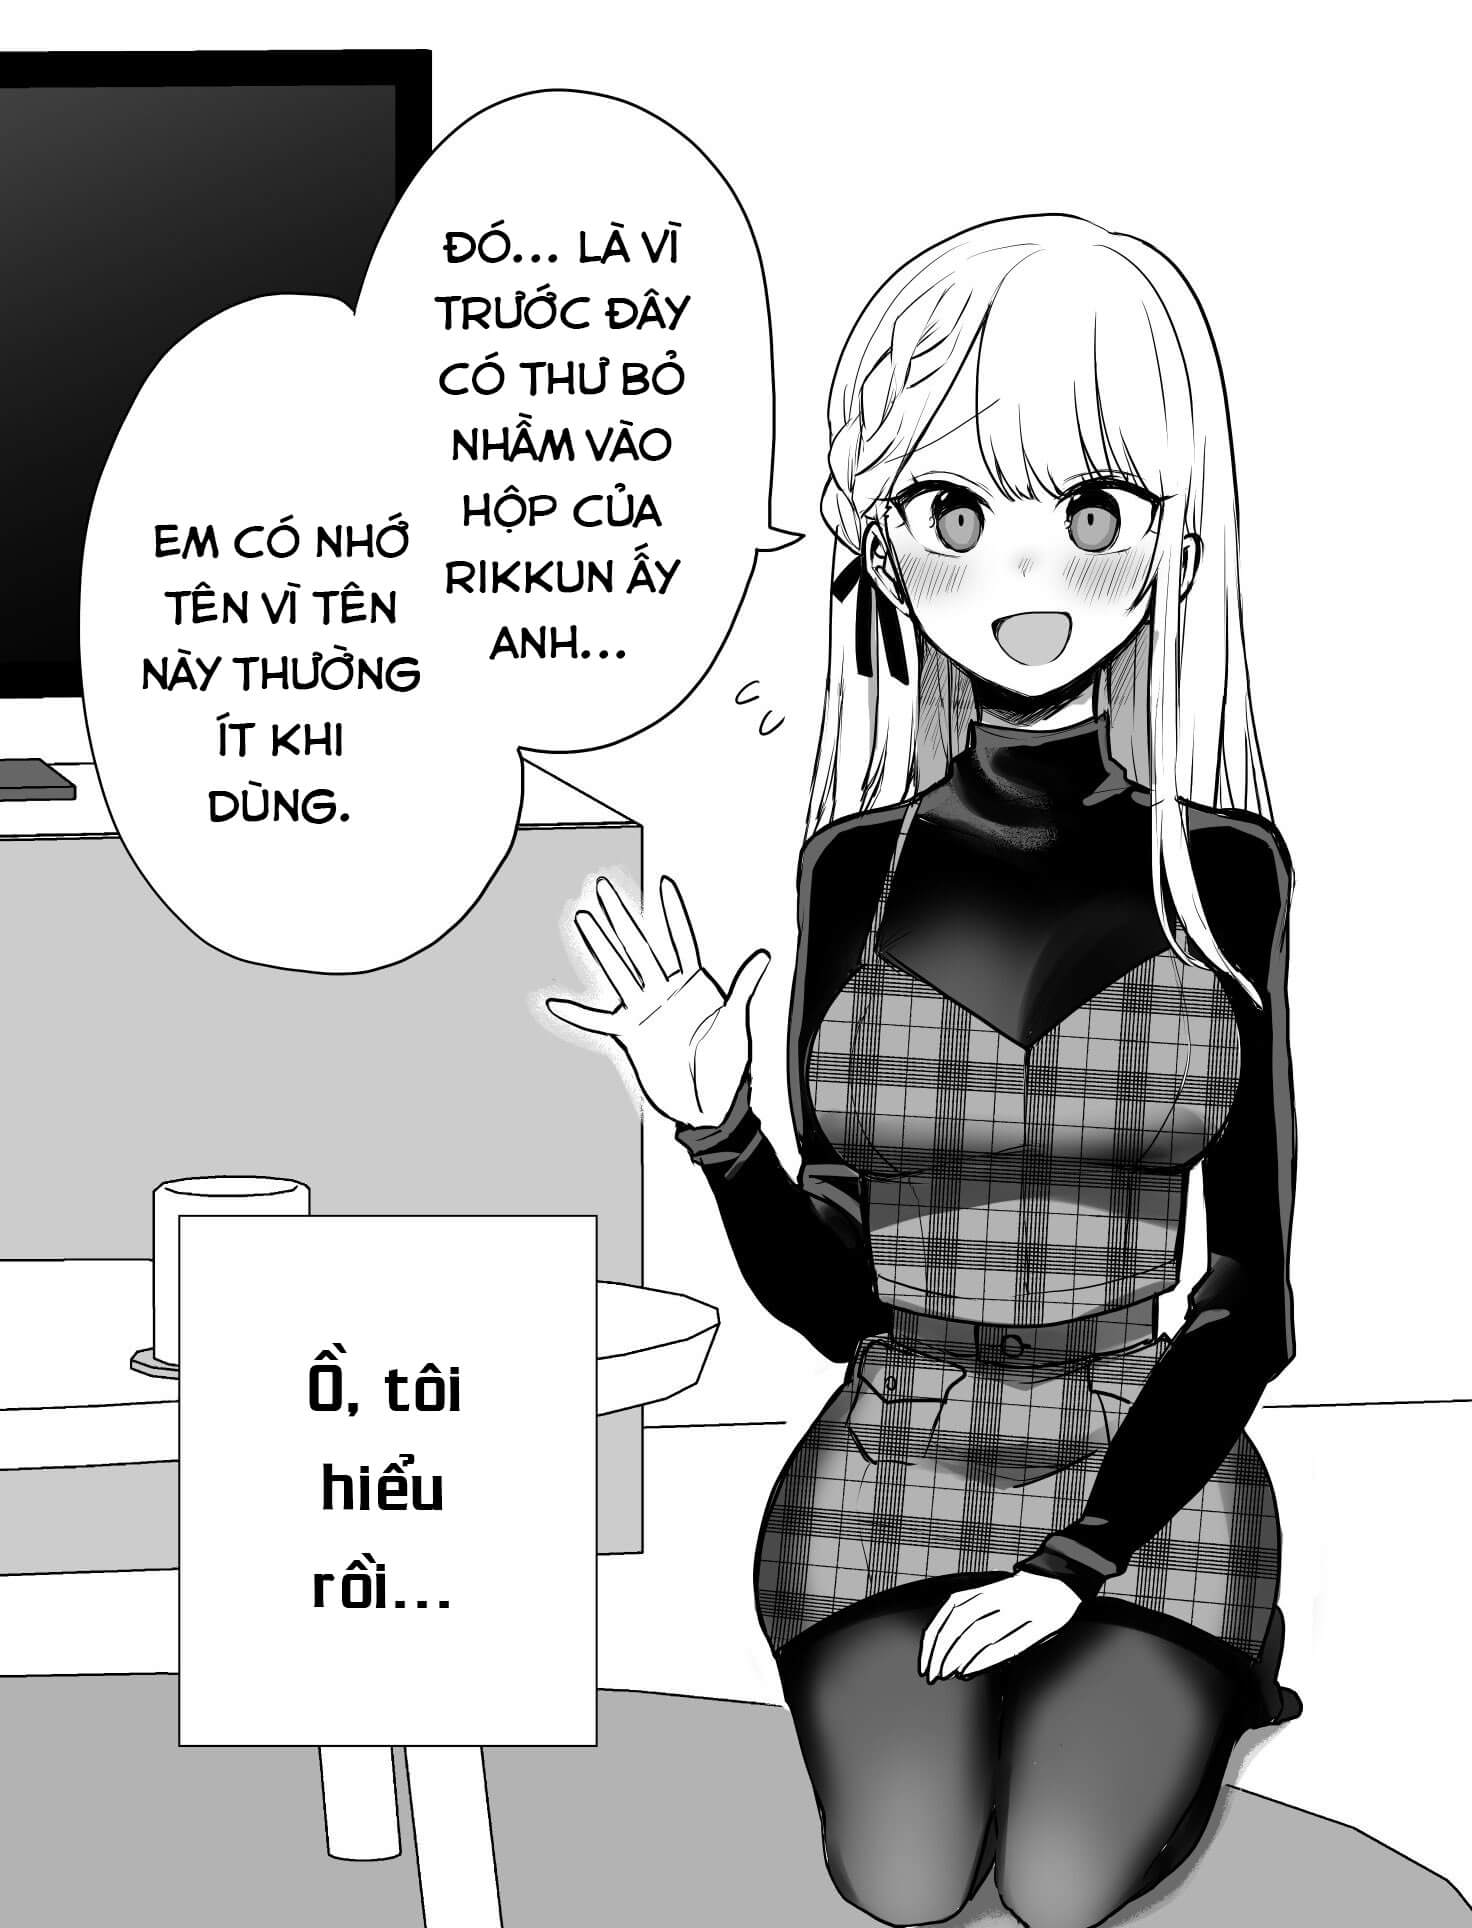 ĐÓ... LÀ VÌ
TRƯỚC ĐÂY
CÓ THƯ BỎ
NHẦM VÀO
HỘP CỦA
RIKKUN ẤY
ANH...
EM CÓ NHỚ
TÊN VÌ TÊN
NÀY THƯỜNG
ÍT KHI
DÙNG.
Ồ, tôi
hiểu
rồi...